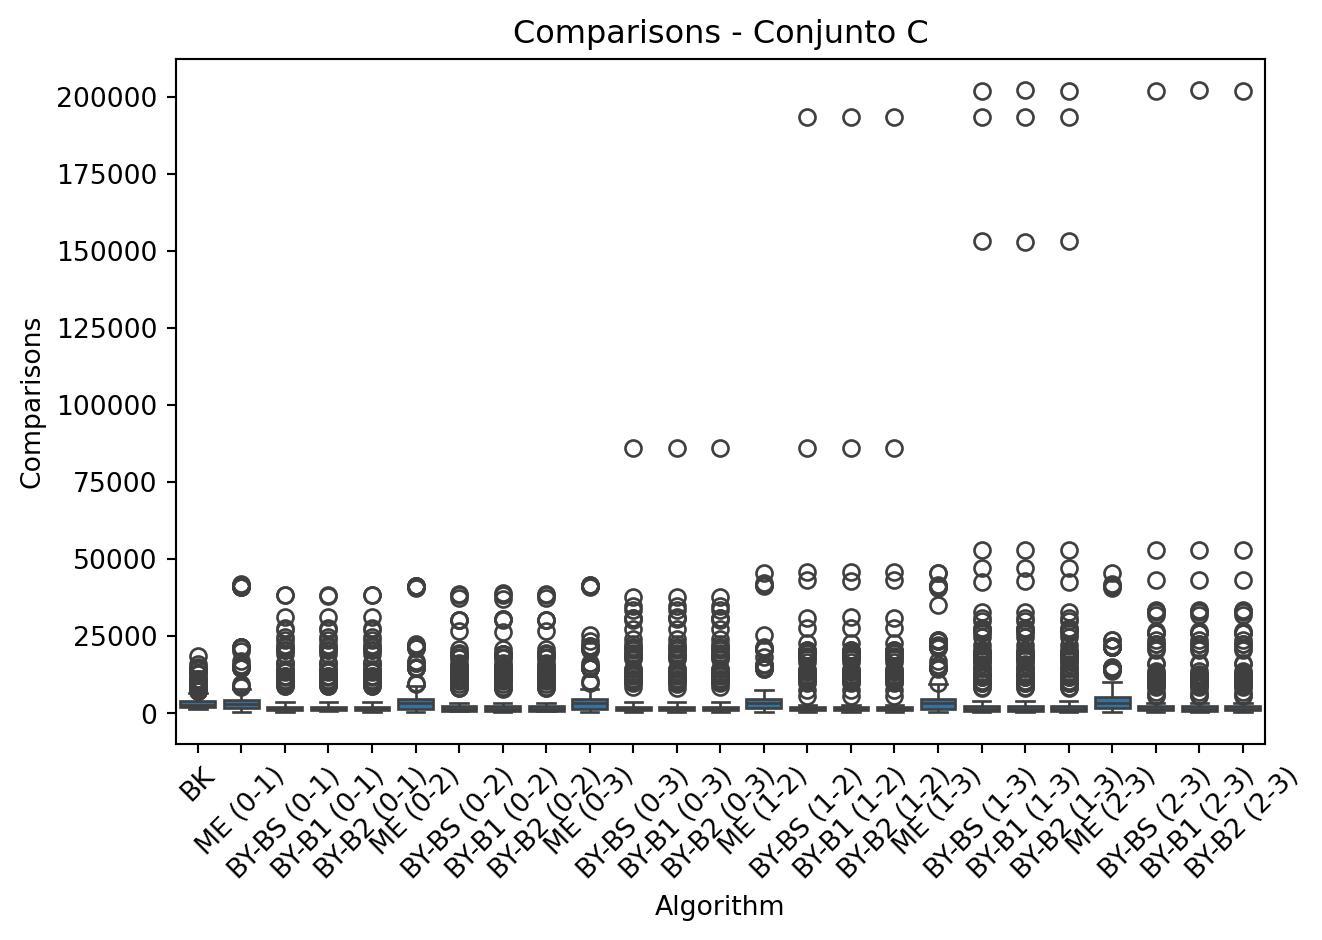 Comparisons - Conjunto C
Comparisons
200000
175000
150000
125000
100000
75000
50000
25000
0
BK
ME (0-1)
BY-BS (0-1)
BY-B1 (0-1)
BY-B2 (0-1)
ME (0-2)
BY-BS (0-2)
BY-B1 (0-2)
BY-B2 (0-2)
ME (0-3)
BY-BS (0-3)
BY-B1 (0-3)
BY-B2 (0-3)
ME (1-2)
BY-BS (1-2)
BY-B1 (1-2)
BY-B2 (1-2)
ME (1-3)
BY-BS (1-3)
BY-B1 (1-3)
BY-B2 (1-3)
ME (2-3)
BY-BS (2-3)
BY-B1 (2-3)
BY-B2 (2-3)
Algorithm